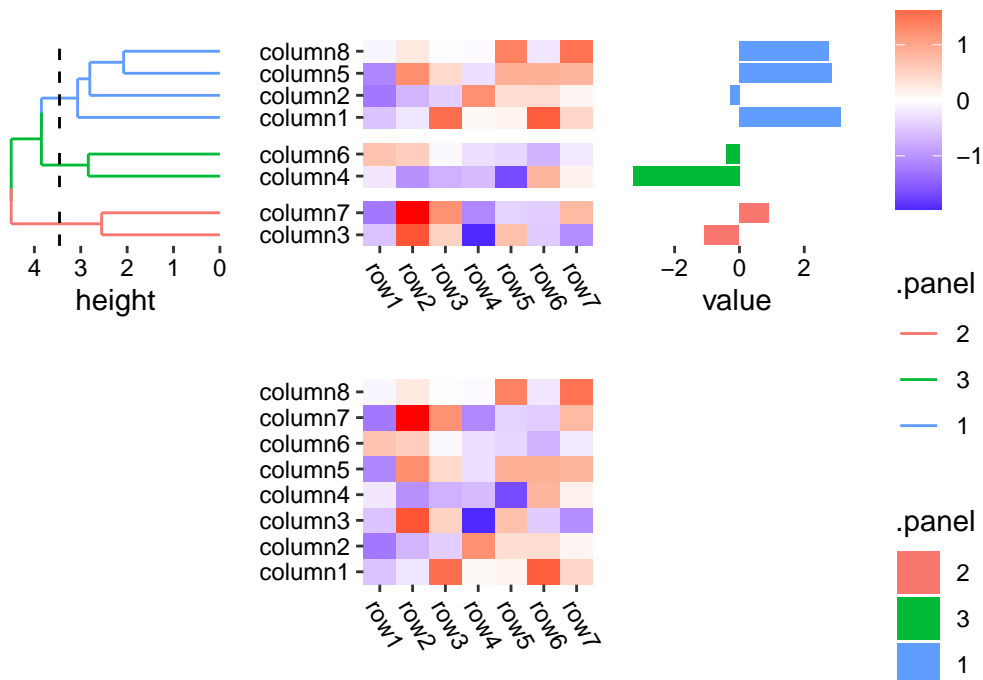 column8
column5
column2
column1
column6
column4
column7
column3
4 3 2 1 0
height
row1 row2 row3 row4 row5 row6 row7
−2 0 2
value
1
0
−1
.panel
2
3
1
column8
column7
column6
column5
column4
column3
column2
column1
row1 row2 row3 row4 row5 row6 row7
.panel
2
3
1